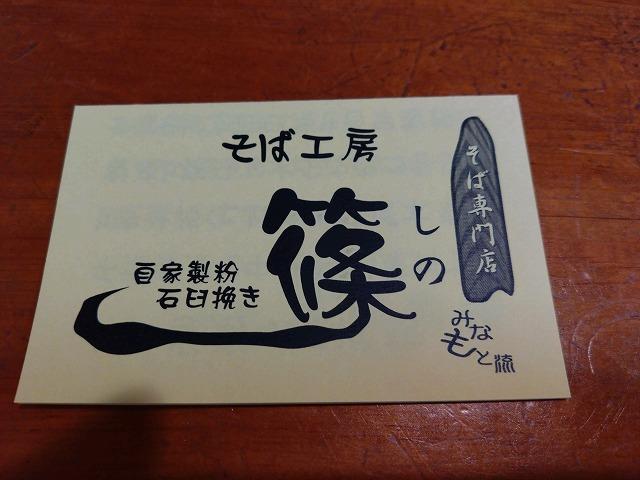 そば工房
篠
しの
自家製粉
石臼挽き
そば専門店
みな
もと流